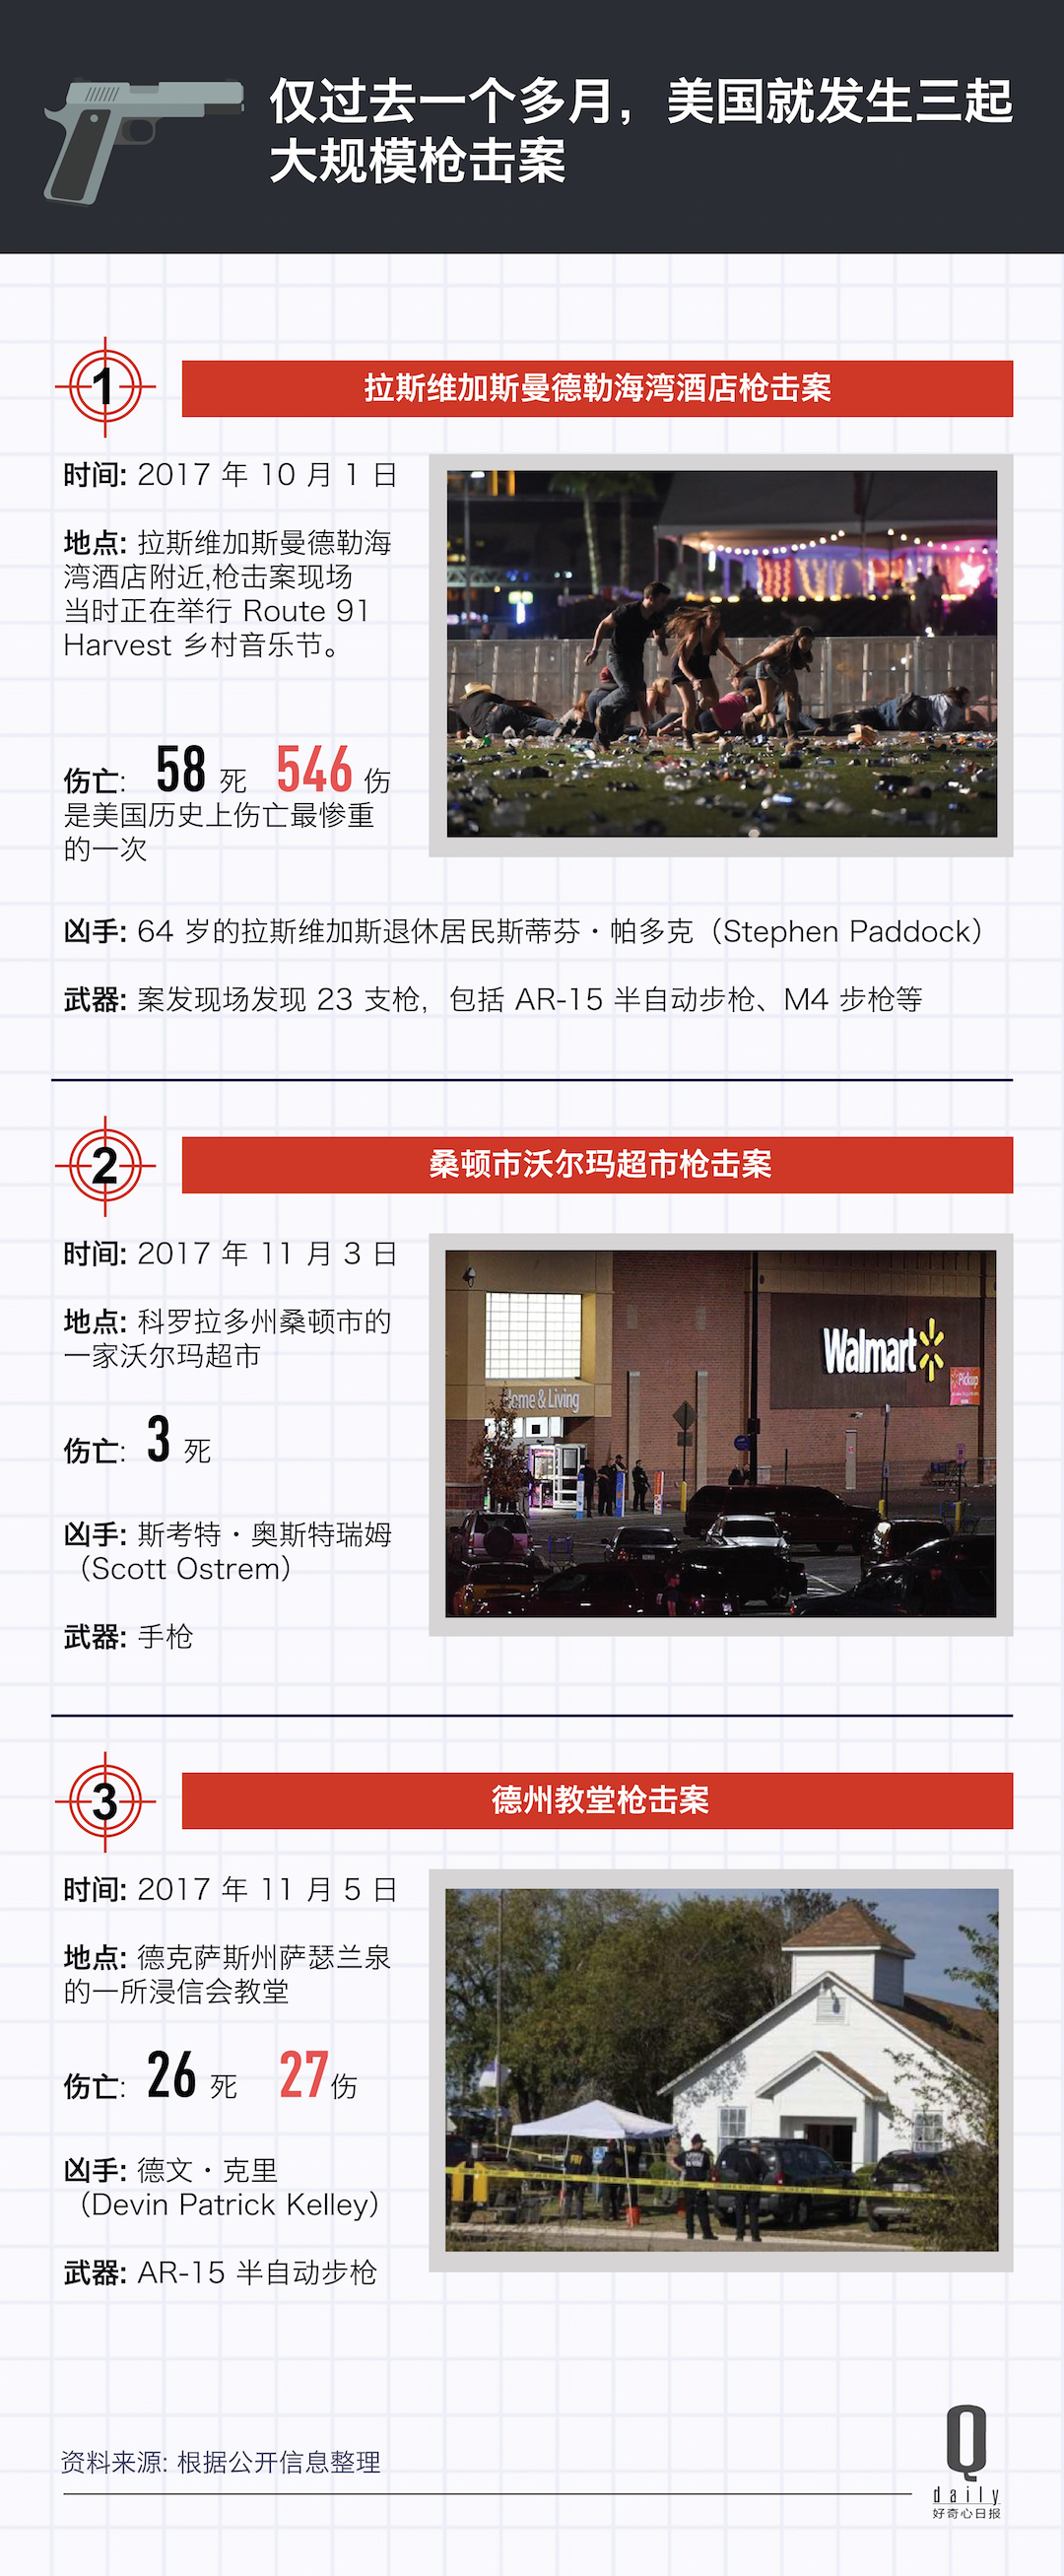 仅过去一个多月，美国就发生三起
大规模枪击案
1
拉斯维加斯曼德勒海湾酒店枪击案
时间: 2017 年 10 月 1 日
地点: 拉斯维加斯曼德勒海
湾酒店附近,枪击案现场
当时正在举行 Route 91
Harvest 乡村音乐节。
伤亡: 58 死 546 伤
是美国历史上伤亡最惨重
的一次
凶手: 64 岁的拉斯维加斯退休居民斯蒂芬・帕多克（Stephen Paddock）
武器: 案发现场发现 23 支枪，包括 AR-15 半自动步枪、M4 步枪等
2
桑顿市沃尔玛超市枪击案
时间: 2017 年 11 月 3 日
地点: 科罗拉多州桑顿市的
一家沃尔玛超市
Walmart
Pickup
Home & Living
伤亡: 3 死
凶手: 斯考特・奥斯特瑞姆
（Scott Ostrem）
武器: 手枪
3
德州教堂枪击案
时间: 2017 年 11 月 5 日
地点: 德克萨斯州萨瑟兰泉
的一所浸信会教堂
伤亡: 26 死 27 伤
凶手: 德文・克里
（Devin Patrick Kelley）
武器: AR-15 半自动步枪
资料来源: 根据公开信息整理
Q
daily
好奇心日报